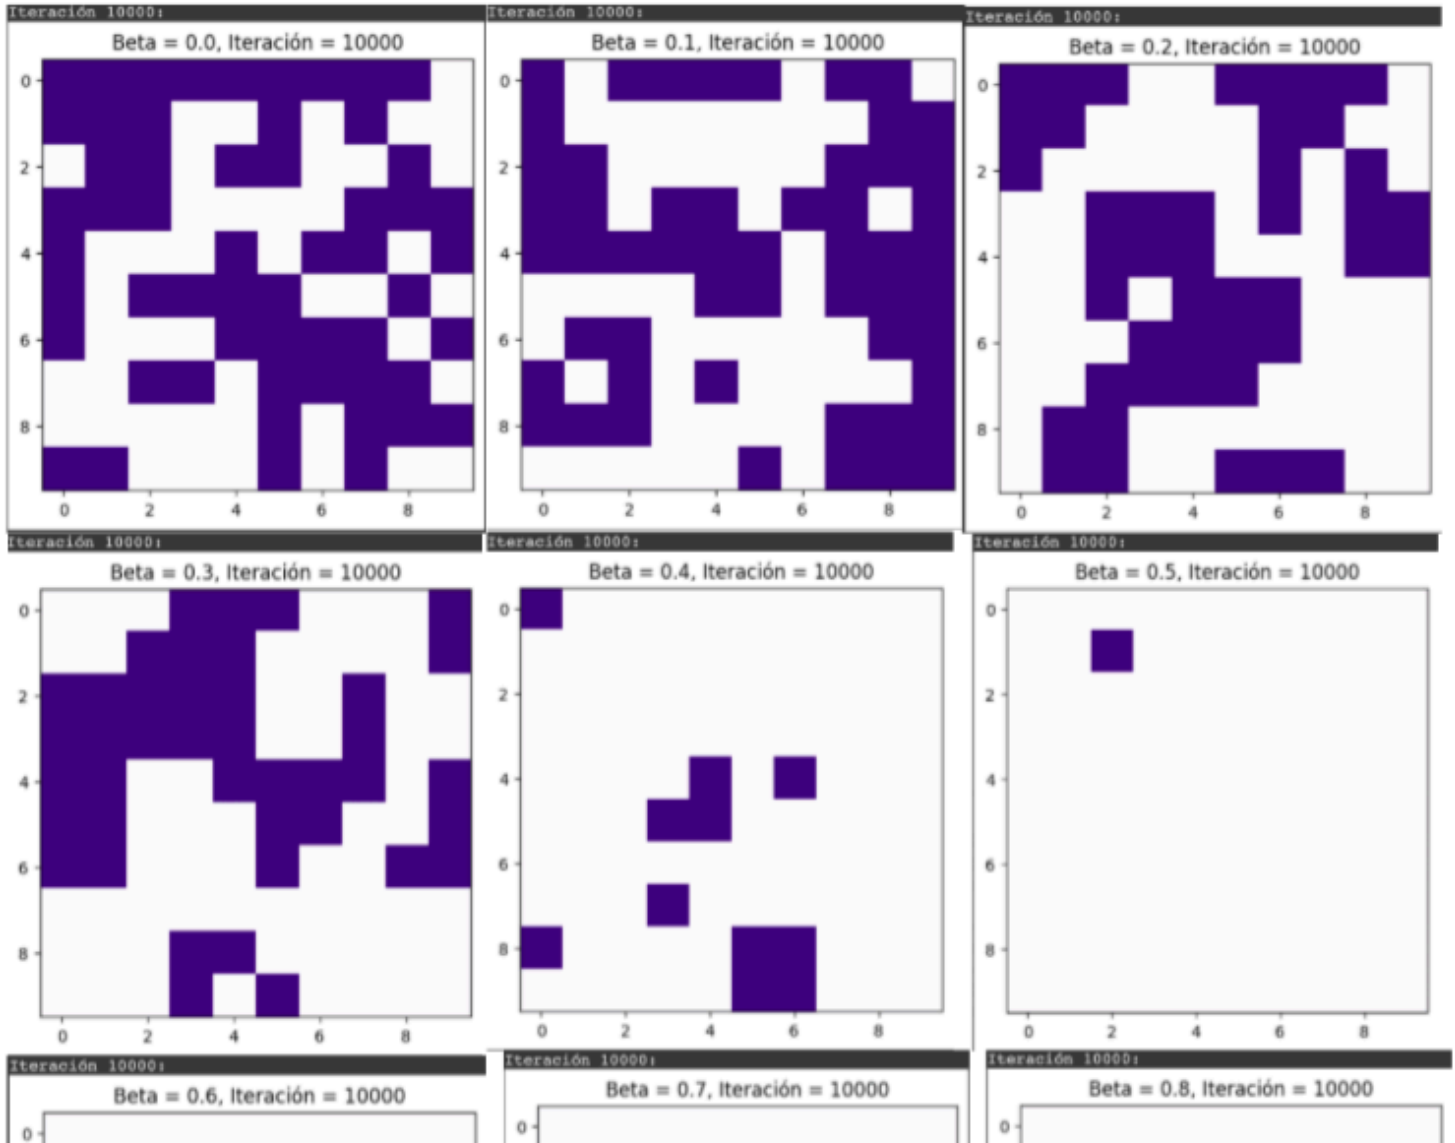 Iteración 10000:
Iteración 10000:
Iteración 10000:
Beta = 0.0, Iteración = 10000
Beta = 0.1, Iteración = 10000
Beta = 0.2, Iteración = 10000
0
2
4
6
8
0 2 4 6 8
0
2
4
6
8
0 2 4 6 8
0
2
4
6
8
0 2 4 6 8
Iteración 10000:
Iteración 10000:
Iteración 10000:
Beta = 0.3, Iteración = 10000
Beta = 0.4, Iteración = 10000
Beta = 0.5, Iteración = 10000
0
2
4
6
8
0 2 4 6 8
0
2
4
6
8
0 2 4 6 8
0
2
4
6
8
0 2 4 6 8
Iteración 10000:
Iteración 10000:
Iteración 10000:
Beta = 0.6, Iteración = 10000
Beta = 0.7, Iteración = 10000
Beta = 0.8, Iteración = 10000
0
0
0